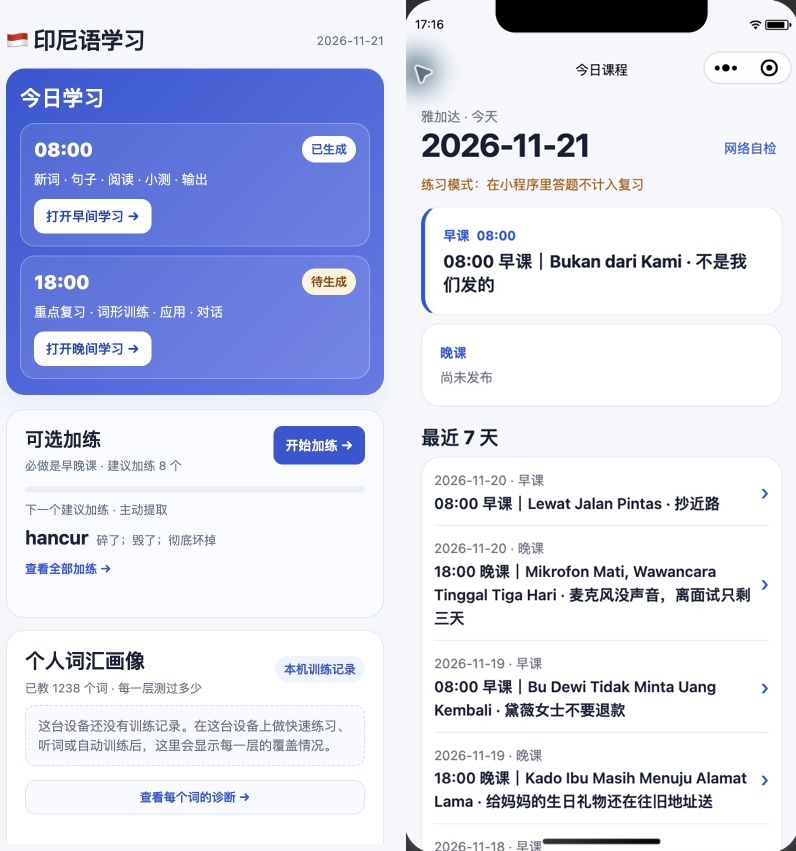 印尼语学习
2026-11-21
今日学习
08:00
已生成
新词 · 句子 · 阅读 · 小测 · 输出
打开早间学习 →
18:00
待生成
重点复习 · 词形训练 · 应用 · 对话
打开晚间学习 →
可选加练
必做是早晚课 · 建议加练 8 个
开始加练 →
下一个建议加练 · 主动提取
hancur 碎了；毁了；彻底坏掉
查看全部加练 →
个人词汇画像
已教 1238 个词 · 每一层测过多少
本机训练记录
这台设备还没有训练记录。在这台设备上做快速练习、
听词或自动训练后，这里会显示每一层的覆盖情况。
查看每个词的诊断 →
17:16
今日课程
雅加达 · 今天
2026-11-21
网络自检
练习模式：在小程序里答题不计入复习
早课 08:00
08:00 早课｜Bukan dari Kami · 不是我
们发的
晚课
尚未发布
最近 7 天
2026-11-20 · 早课
08:00 早课｜Lewat Jalan Pintas · 抄近路
2026-11-20 · 晚课
18:00 晚课｜Mikrofon Mati, Wawancara
Tinggal Tiga Hari · 麦克风没声音，离面试只剩
三天
2026-11-19 · 早课
08:00 早课｜Bu Dewi Tidak Minta Uang
Kembali · 黛薇女士不要退款
2026-11-19 · 晚课
18:00 晚课｜Kado Ibu Masih Menuju Alamat
Lama · 给妈妈的生日礼物还在往旧地址送
2026-11-18 · 早课